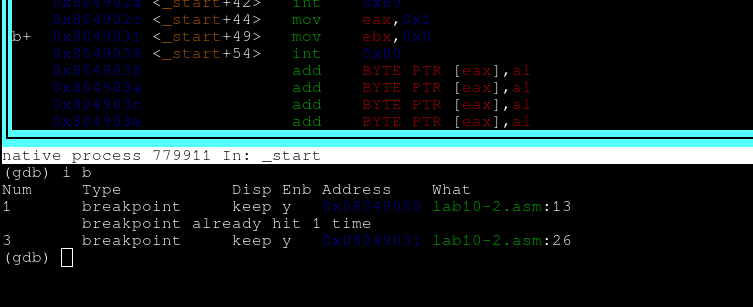 0x804902a <_start+42> int 0x80
0x804902c <_start+44> mov eax,0x1
b+ 0x8049031 <_start+49> mov ebx,0x0
0x8049036 <_start+54> int 0x80
0x8049038 add BYTE PTR [eax],al
0x804903a add BYTE PTR [eax],al
0x804903c add BYTE PTR [eax],al
0x804903e add BYTE PTR [eax],al
native process 779911 In: _start
(gdb) i b
Num Type Disp Enb Address What
1 breakpoint keep y 0x08049000 lab10-2.asm:13
breakpoint already hit 1 time
3 breakpoint keep y 0x08049031 lab10-2.asm:26
(gdb)